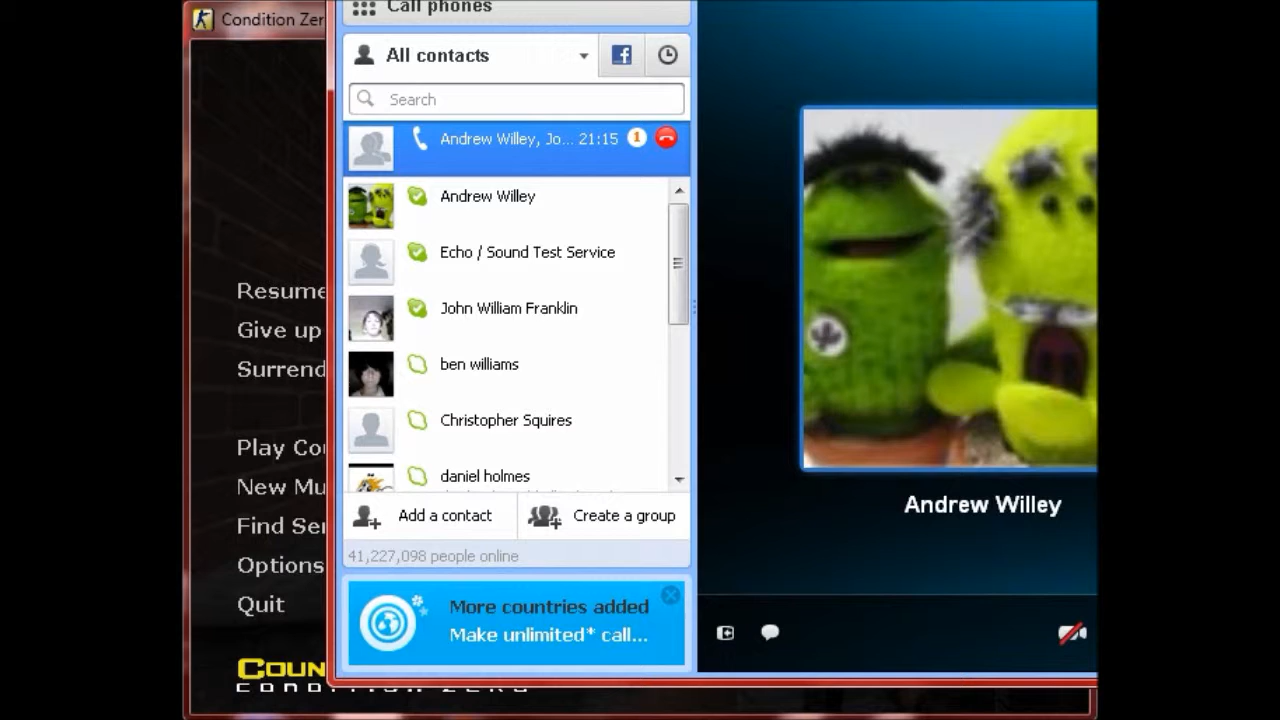 Condition Zer
Call phones
All contacts
Search
Andrew Willey, Jo... 21:15 1
Andrew Willey
Echo / Sound Test Service
John William Franklin
ben williams
Christopher Squires
daniel holmes
Add a contact
Create a group
41,227,098 people online
More countries added
Make unlimited* call...
Andrew Willey
Resume
Give up
Surrend
Play Co
New Mu
Find Ser
Options
Quit
COUN
CONDITION ZERO